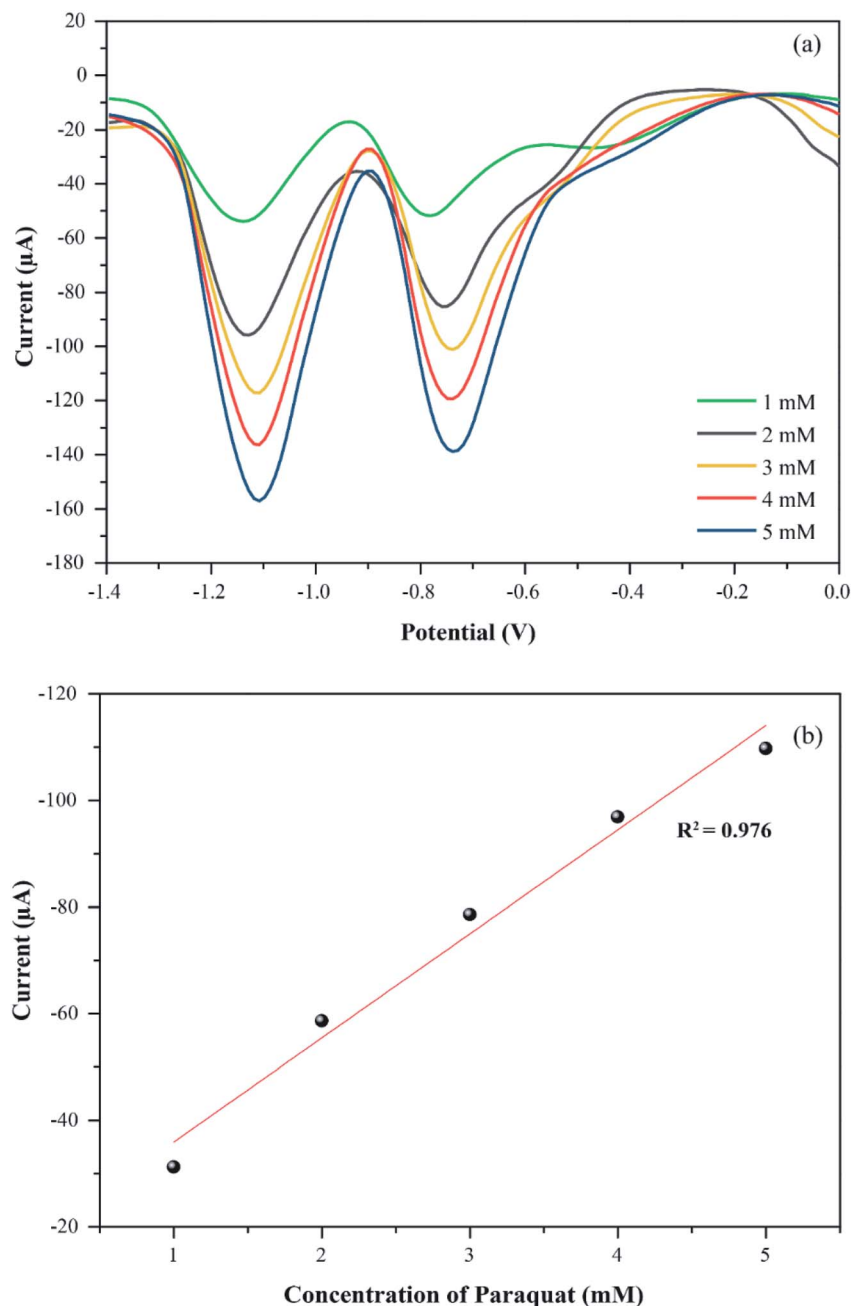 20
(a)
0
-20
-40
-60
-80
-100
-120
-140
-160
-180
Current (µA)
1 mM
2 mM
3 mM
4 mM
5 mM
-1.4
-1.2
-1.0
-0.8
-0.6
-0.4
-0.2
0.0
Potential (V)
-120
(b)
-100
-80
-60
-40
-20
Current (µA)
R² = 0.976
1
2
3
4
5
Concentration of Paraquat (mM)